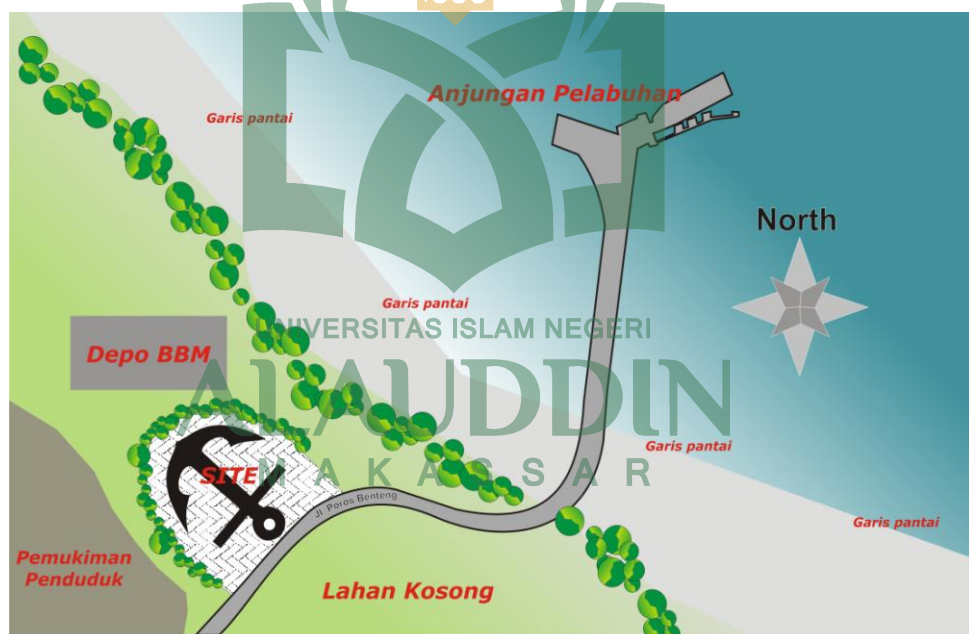 Anjungan Pelabuhan
Garis pantai
North
Garis pantai
UNIVERSITAS ISLAM NEGERI
Depo BBM
ALAUDDIN
Garis pantai
SITE
MAKASSAR
Jl. Poros Benteng
Garis pantai
Pemukiman
Penduduk
Lahan Kosong